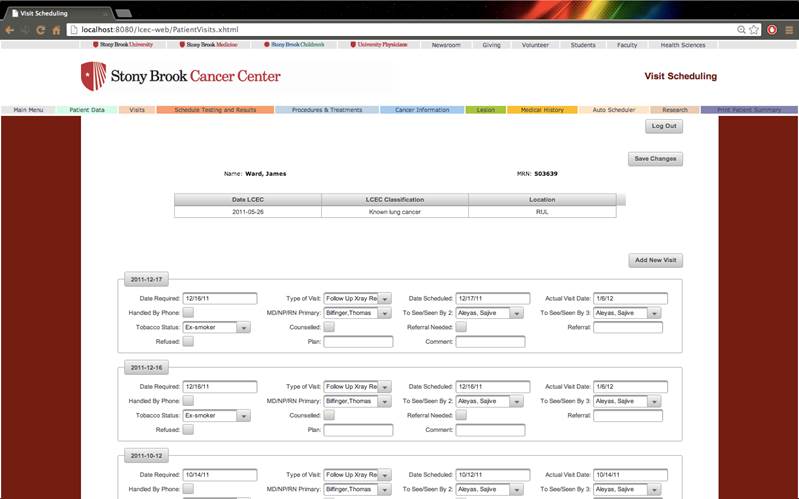 Visit Scheduling
localhost:8080/lcec-web/PatientVisits.xhtml
Stony Brook University Stony Brook Medicine Stony Brook Children's University Physicians Newsroom Giving Volunteer Students Faculty Health Sciences
Stony Brook Cancer Center Visit Scheduling
Main Menu Patient Data Visits Schedule Testing and Results Procedures & Treatments Cancer Information Lesion Medical History Auto Scheduler Research Print Patient Summary
Log Out
Save Changes
Name: Ward, James MRN: 503639
Date LCEC LCEC Classification Location
2011-05-26 Known lung cancer RUL
Add New Visit
2011-12-17
Date Required: 12/16/11 Type of Visit: Follow Up Xray Re Date Scheduled: 12/17/11 Actual Visit Date: 1/6/12
Handled By Phone: MD/NP/RN Primary: Bilfinger,Thomas To See/Seen By 2: Aleyas, Sajive To See/Seen By 3: Aleyas, Sajive
Tobacco Status: Ex-smoker Counselled: Referral Needed: Referral:
Refused: Plan: Comment:
2011-12-16
Date Required: 12/16/11 Type of Visit: Follow Up Xray Re Date Scheduled: 12/16/11 Actual Visit Date: 1/6/12
Handled By Phone: MD/NP/RN Primary: Bilfinger,Thomas To See/Seen By 2: Aleyas, Sajive To See/Seen By 3: Aleyas, Sajive
Tobacco Status: Ex-smoker Counselled: Referral Needed: Referral:
Refused: Plan: Comment:
2011-10-12
Date Required: 10/14/11 Type of Visit: Follow Up Xray Re Date Scheduled: 10/12/11 Actual Visit Date: 10/14/11
Handled By Phone: MD/NP/RN Primary: Bilfinger,Thomas To See/Seen By 2: Aleyas, Sajive To See/Seen By 3: Aleyas, Sajive